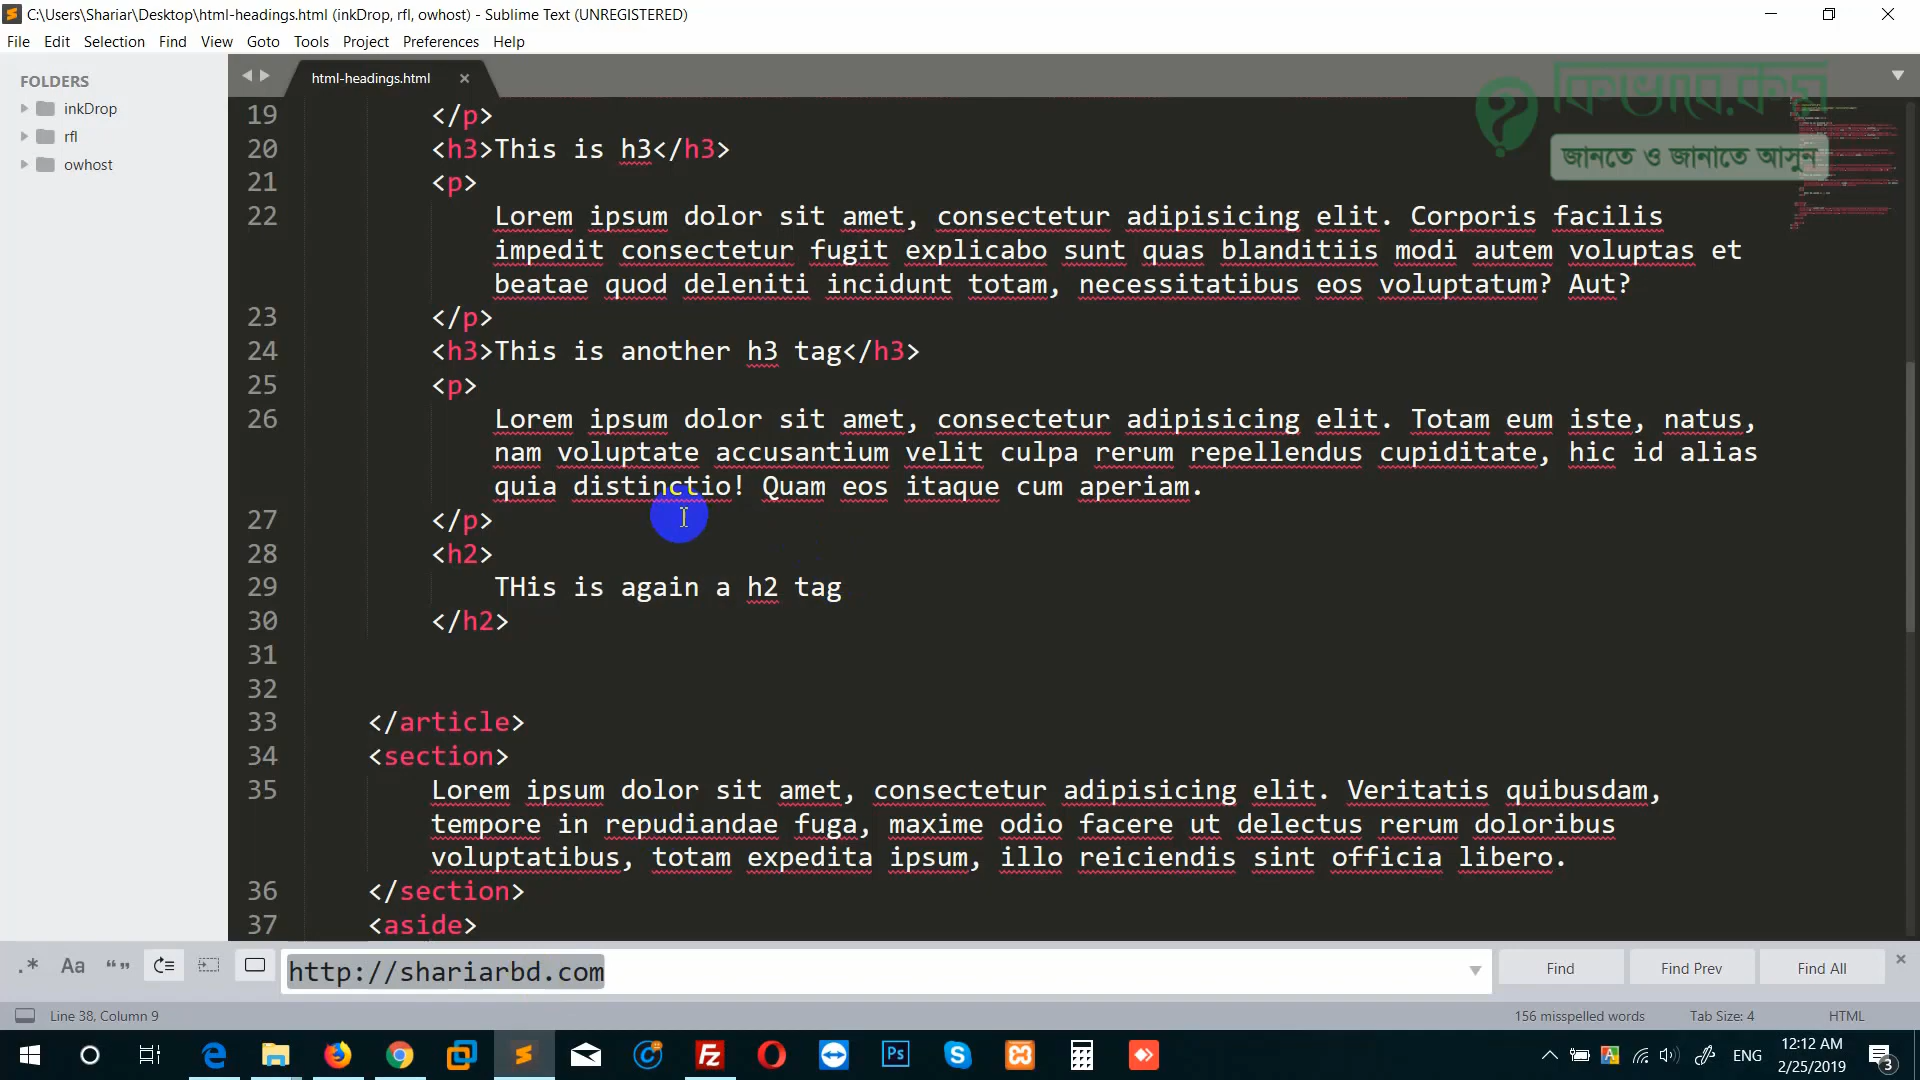 C:\Users\Shariar\Desktop\html-headings.html (inkDrop, rfl, owhost) - Sublime Text (UNREGISTERED)
File Edit Selection Find View Goto Tools Project Preferences Help
FOLDERS
inkDrop
rfl
owhost
html-headings.html
কিভাবে.কম
জানতে ও জানাতে আসুন
19 </p>
20 <h3>This is h3</h3>
21 <p>
22 Lorem ipsum dolor sit amet, consectetur adipisicing elit. Corporis facilis
impedit consectetur fugit explicabo sunt quas blanditiis modi autem voluptas et
beatae quod deleniti incidunt totam, necessitatibus eos voluptatum? Aut?
23 </p>
24 <h3>This is another h3 tag</h3>
25 <p>
26 Lorem ipsum dolor sit amet, consectetur adipisicing elit. Totam eum iste, natus,
nam voluptate accusantium velit culpa rerum repellendus cupiditate, hic id alias
quia distinctio! Quam eos itaque cum aperiam.
27 </p>
28 <h2>
29 THis is again a h2 tag
30 </h2>
31
32
33 </article>
34 <section>
35 Lorem ipsum dolor sit amet, consectetur adipisicing elit. Veritatis quibusdam,
tempore in repudiandae fuga, maxime odio facere ut delectus rerum doloribus
voluptatibus, totam expedita ipsum, illo reiciendis sint officia libero.
36 </section>
37 <aside>
.* Aa “” http://shariarbd.com Find Find Prev Find All
Line 38, Column 9 156 misspelled words Tab Size: 4 HTML
Ps ENG 12:12 AM
2/25/2019 3